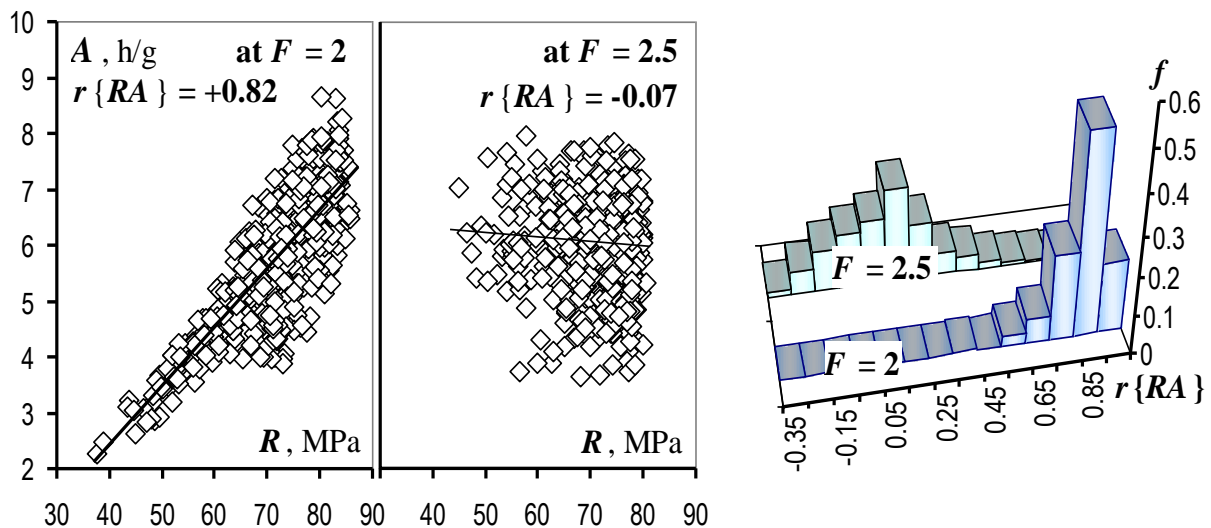 10
9
8
7
6
5
4
3
2
A , h/g
at F = 2
r {RA } = +0.82
R , MPa
30 40 50 60 70 80 90
at F = 2.5
r {RA } = -0.07
R , MPa
40 50 60 70 80 90
f
0.6
0.5
0.4
0.3
0.2
0.1
0
F = 2.5
F = 2
r {RA }
-0.35
-0.15
0.05
0.25
0.45
0.65
0.85